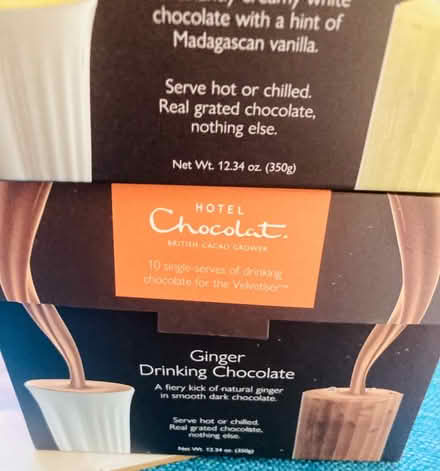 creamy white
chocolate with a hint of
Madagascan vanilla.
Serve hot or chilled.
Real grated chocolate,
nothing else.
Net Wt. 12.34 oz. (350g)
HOTEL
Chocolat.
BRITISH CACAO GROWER
10 single-serves of drinking
chocolate for the Velvetiser™
Ginger
Drinking Chocolate
A fiery kick of natural ginger
in smooth dark chocolate.
Serve hot or chilled.
Real grated chocolate,
nothing else.
Net Wt. 12.34 oz. (350g)